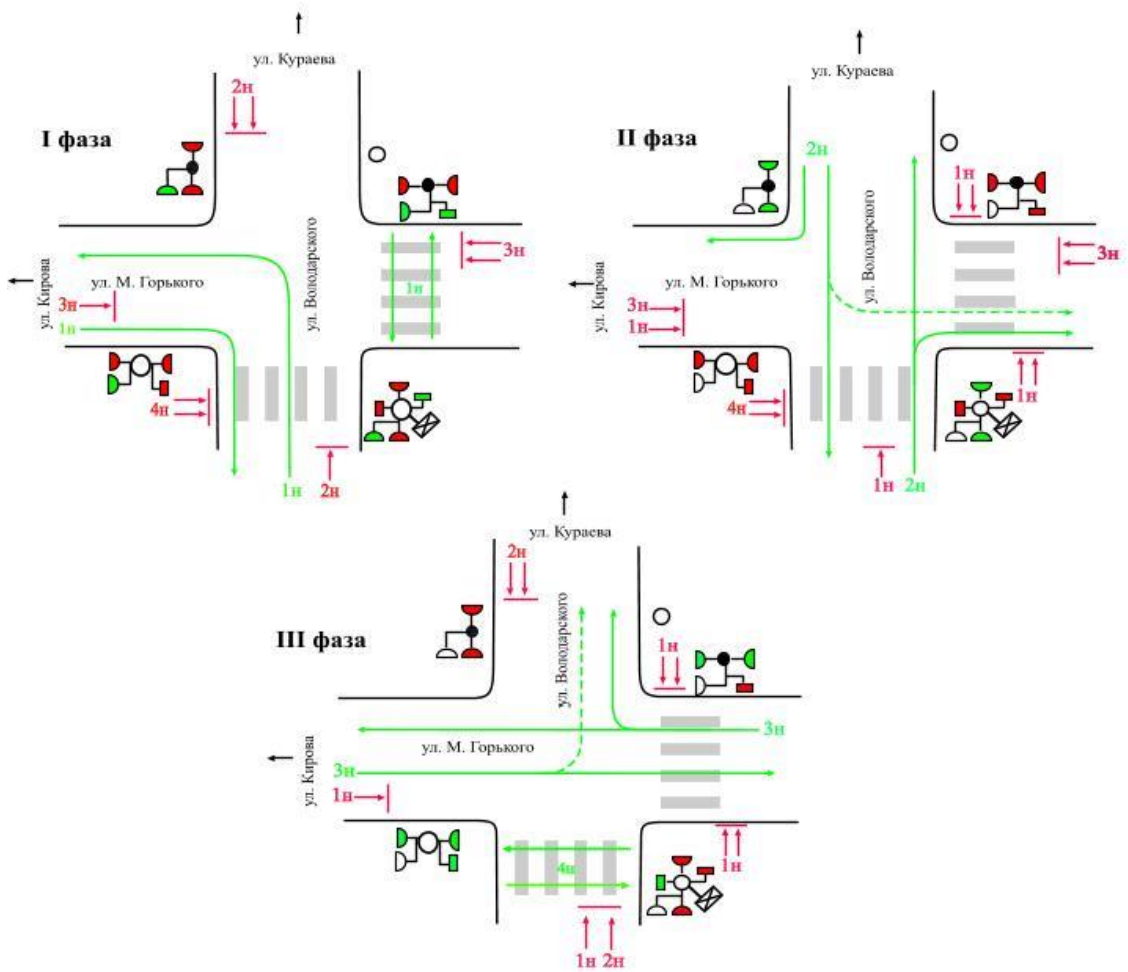 ул. Кураева
2н
I фаза
3н
1н
ул. Кирова
ул. М. Горького
ул. Володарского
3н
1н
4н
1н
2н
ул. Кураева
2н
II фаза
1н
3н
ул. Кирова
ул. М. Горького
ул. Володарского
3н
1н
4н
1н
1н
2н
ул. Кураева
2н
III фаза
ул. Володарского
1н
3н
ул. М. Горького
ул. Кирова
3н
1н
4н
1н
1н 2н